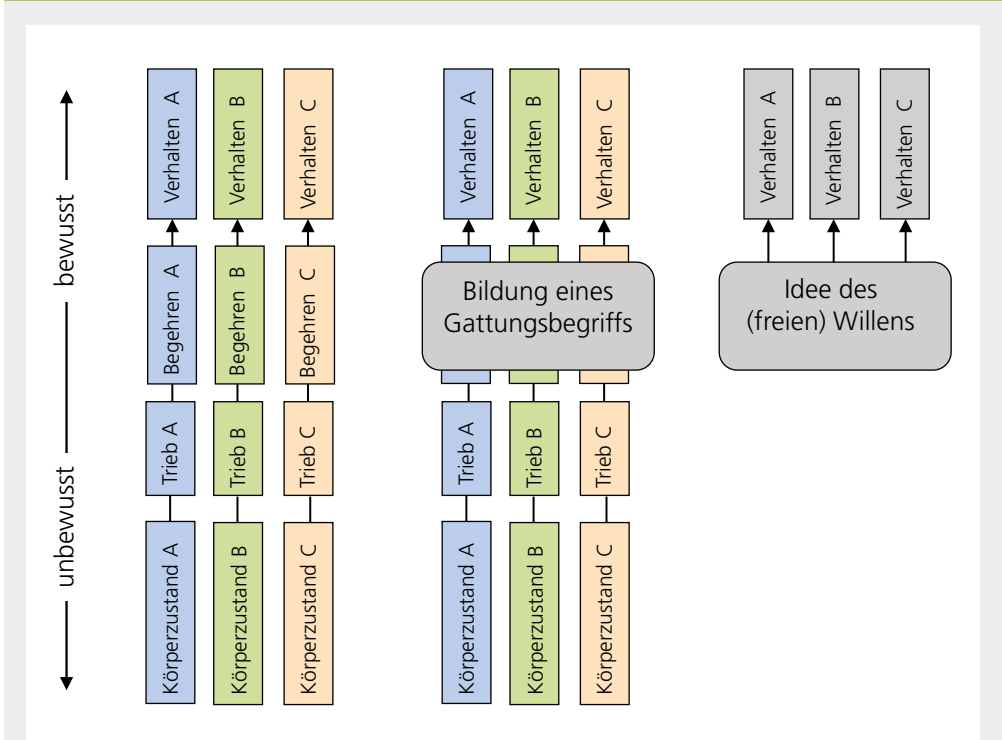 bewusst
unbewusst
Verhalten A
Verhalten B
Verhalten C
Begehren A
Begehren B
Begehren C
Trieb A
Trieb B
Trieb C
Körperzustand A
Körperzustand B
Körperzustand C
Verhalten A
Verhalten B
Verhalten C
Bildung eines
Gattungsbegriffs
Trieb A
Trieb B
Trieb C
Körperzustand A
Körperzustand B
Körperzustand C
Verhalten A
Verhalten B
Verhalten C
Idee des
(freien) Willens